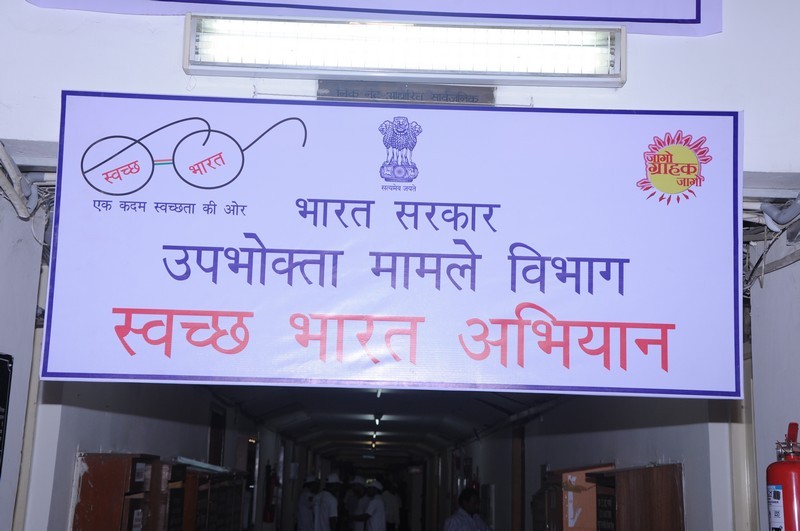 स्वच्छ भारत
एक कदम स्वच्छता की ओर
सत्यमेव जयते
जागो
ग्राहक
जागो
भारत सरकार
उपभोक्ता मामले विभाग
स्वच्छ भारत अभियान